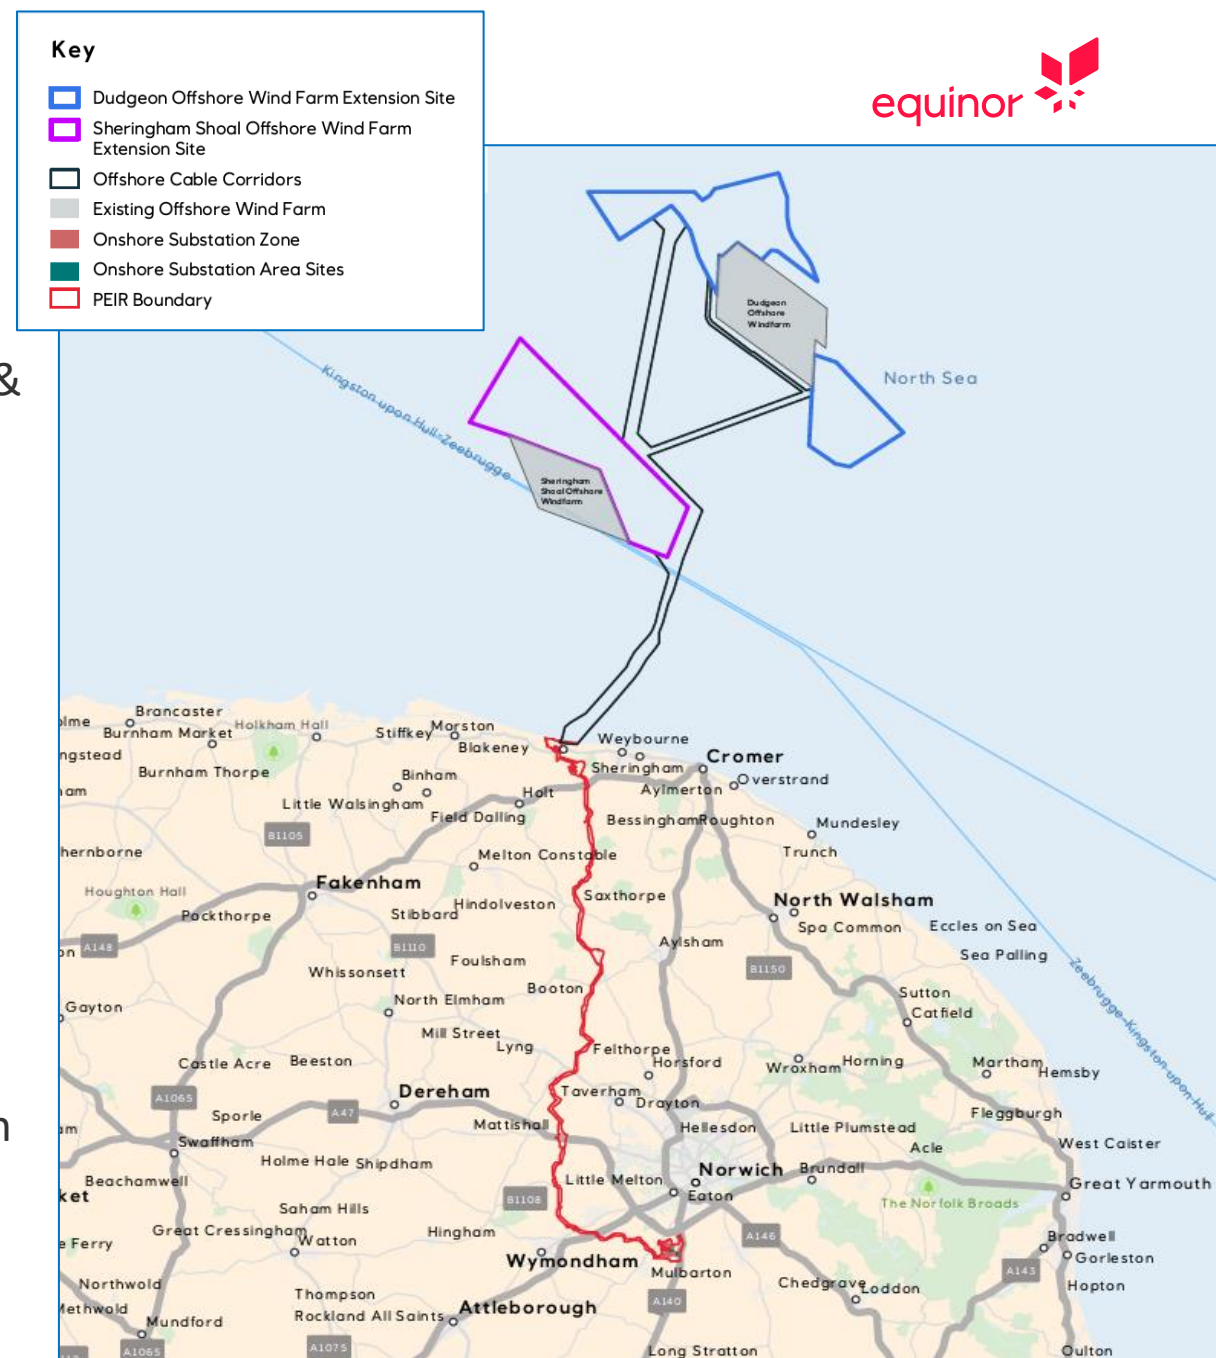 Key
Dudgeon Offshore Wind Farm Extension Site
Sheringham Shoal Offshore Wind Farm
Extension Site
Offshore Cable Corridors
Existing Offshore Wind Farm
Onshore Substation Zone
Onshore Substation Area Sites
PEIR Boundary
equinor
&
Dudgeon
Offshore
Windfarm
North Sea
Kingston upon Hull-Zeebrugge
Sheringham
Shoal Offshore
Windfarm
Brancaster
olme
Burnham Market
Holkham Hall
Stiffkey
Morston
Weybourne
ngstead
Blakeney
Cromer
Burnham Thorpe
Binham
Sheringham
Overstrand
am
Little Walsingham
Holt
Aylmerton
Field Dalling
Bessingham
Roughton
Mundesley
B1105
hernborne
Melton Constable
Trunch
Houghton Hall
Fakenham
Saxthorpe
North Walsham
Pockthorpe
Stibbard
Hindolveston
Spa Common
Eccles on Sea
A148
on
B1110
Aylsham
Sea Palling
Whissonsett
Foulsham
B1150
Zeebrugge-Kingston-upon-Hull
Gayton
North Elmham
Booton
Sutton
Catfield
Mill Street
Lyng
Felthorpe
Castle Acre
Beeston
Horsford
Wroxham
Horning
Martham
Hemsby
A1065
Dereham
Taverham
Drayton
Sporle
A47
Mattishall
Hellesdon
Little Plumstead
Fleggburgh
m
am
Swaffham
Acle
West Caister
Holme Hale
Shipdham
Norwich
Brundall
Beachamwell
Little Melton
Eaton
Great Yarmouth
ket
B1108
The Norfolk Broads
Saham Hills
Great Cressingham
Hingham
A146
Bradwell
e Ferry
Watton
Wymondham
Gorleston
Mulbarton
A143
Northwold
Thompson
Chedgrave
Loddon
Hopton
Methwold
Rockland All Saints
Attleborough
A140
Mundford
A1065
A1075
Long Stratton
Oulton